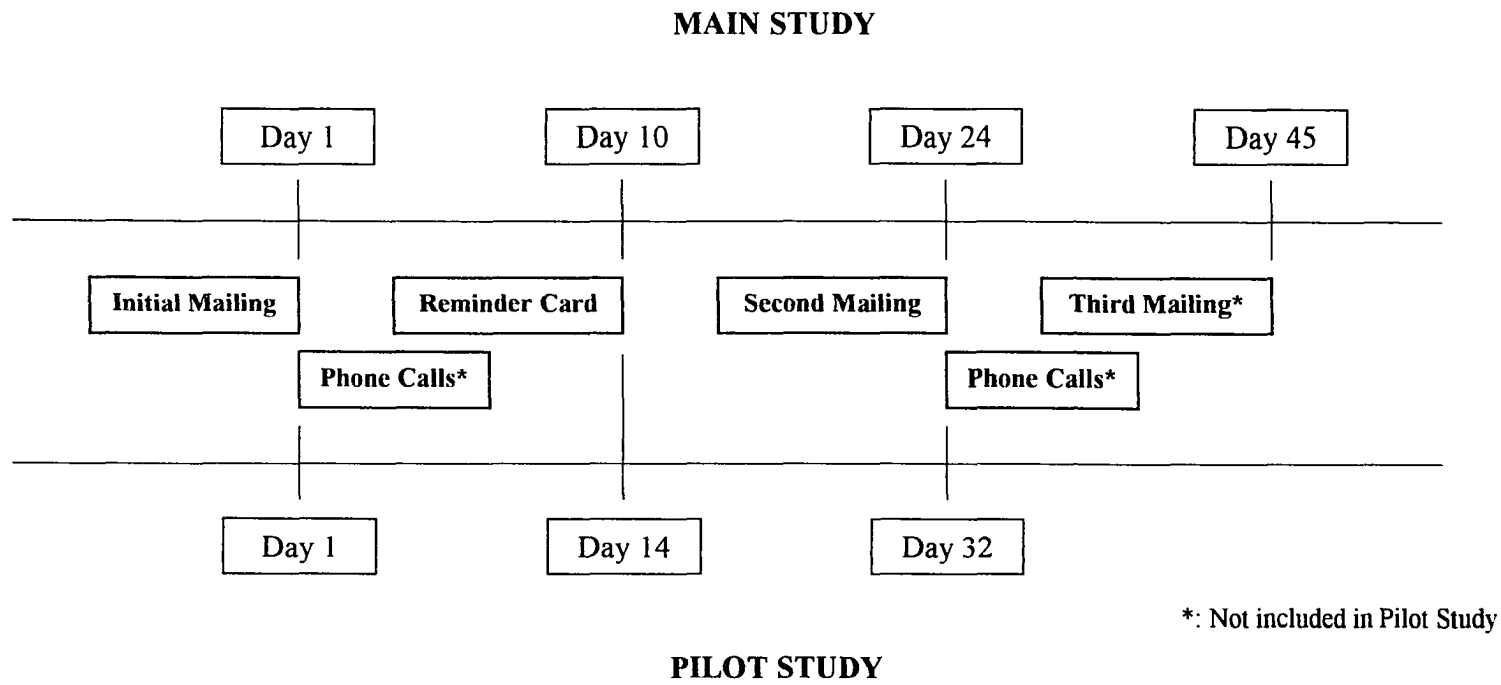 MAIN STUDY
Day 1 Day 10 Day 24 Day 45
Initial Mailing Reminder Card Second Mailing Third Mailing*
Phone Calls* Phone Calls*
Day 1 Day 14 Day 32
*: Not included in Pilot Study
PILOT STUDY